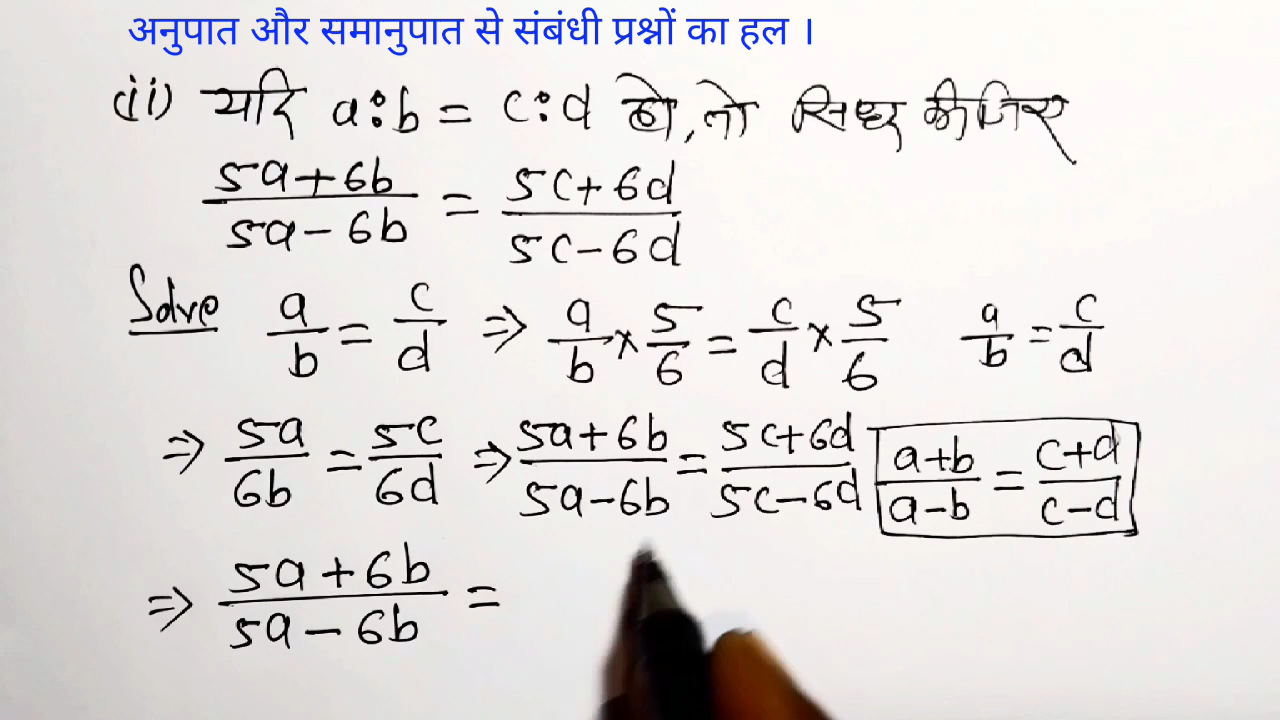 अनुपात और समानुपात से संबंधी प्रश्नों का हल ।
(ii) यदि a:b = c:d हो, तो सिध्द कीजिए
(5a+6b)/(5a-6b) = (5c+6d)/(5c-6d)
Solve a/b = c/d ⇒ a/b × 5/6 = c/d × 5/6 a/b = c/d
⇒ 5a/6b = 5c/6d ⇒ (5a+6b)/(5a-6b) = (5c+6d)/(5c-6d) (a+b)/(a-b) = (c+d)/(c-d)
⇒ (5a+6b)/(5a-6b) =